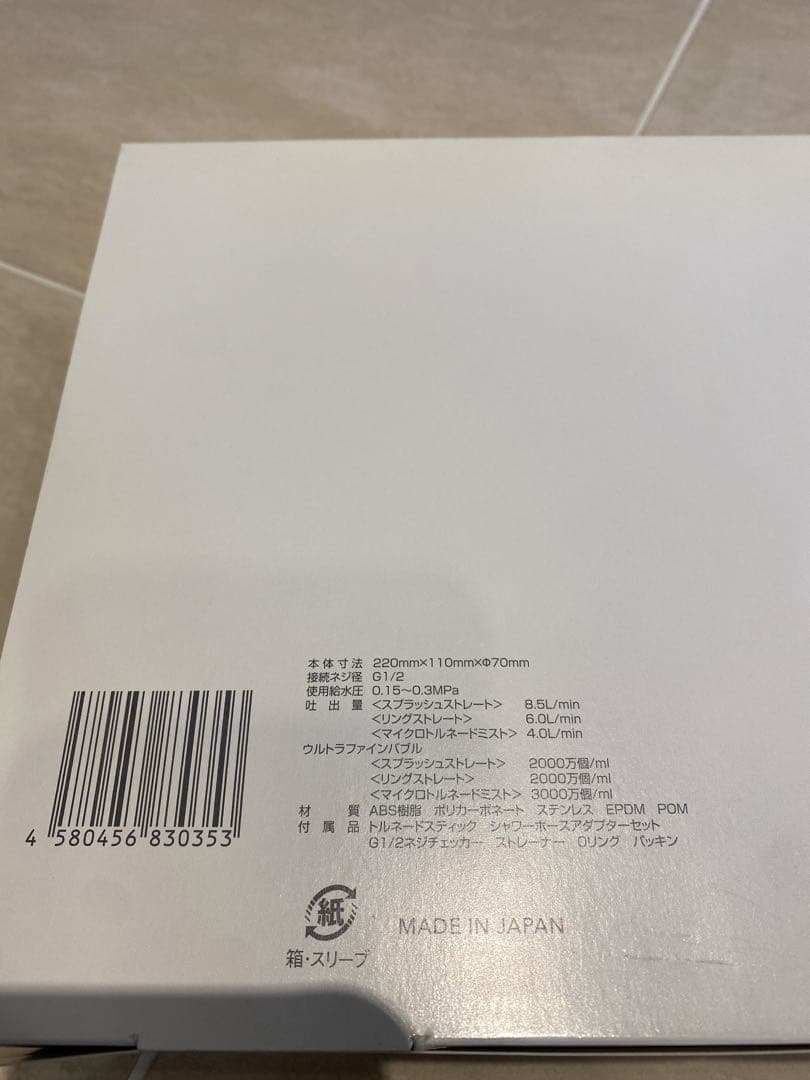 本体寸法 220mm×110mm×Φ70mm
接続ネジ径 G1/2
使用給水圧 0.15〜0.3MPa
吐出量 <スプラッシュストレート> 8.5L/min
<リングストレート> 6.0L/min
<マイクロトルネードミスト> 4.0L/min
ウルトラファインバブル
<スプラッシュストレート> 2000万個/ml
<リングストレート> 2000万個/ml
<マイクロトルネードミスト> 3000万個/ml
材質 ABS樹脂 ポリカーボネート ステンレス EPDM POM
付属品 トルネードスティック シャワーホースアダプターセット
G1/2ネジチェッカー ストレーナー Oリング パッキン
4 580456 830353
紙
箱・スリーブ
MADE IN JAPAN